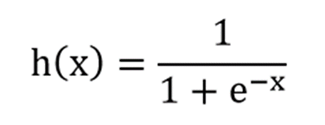 h(x) = 1 / (1 + e⁻ˣ)